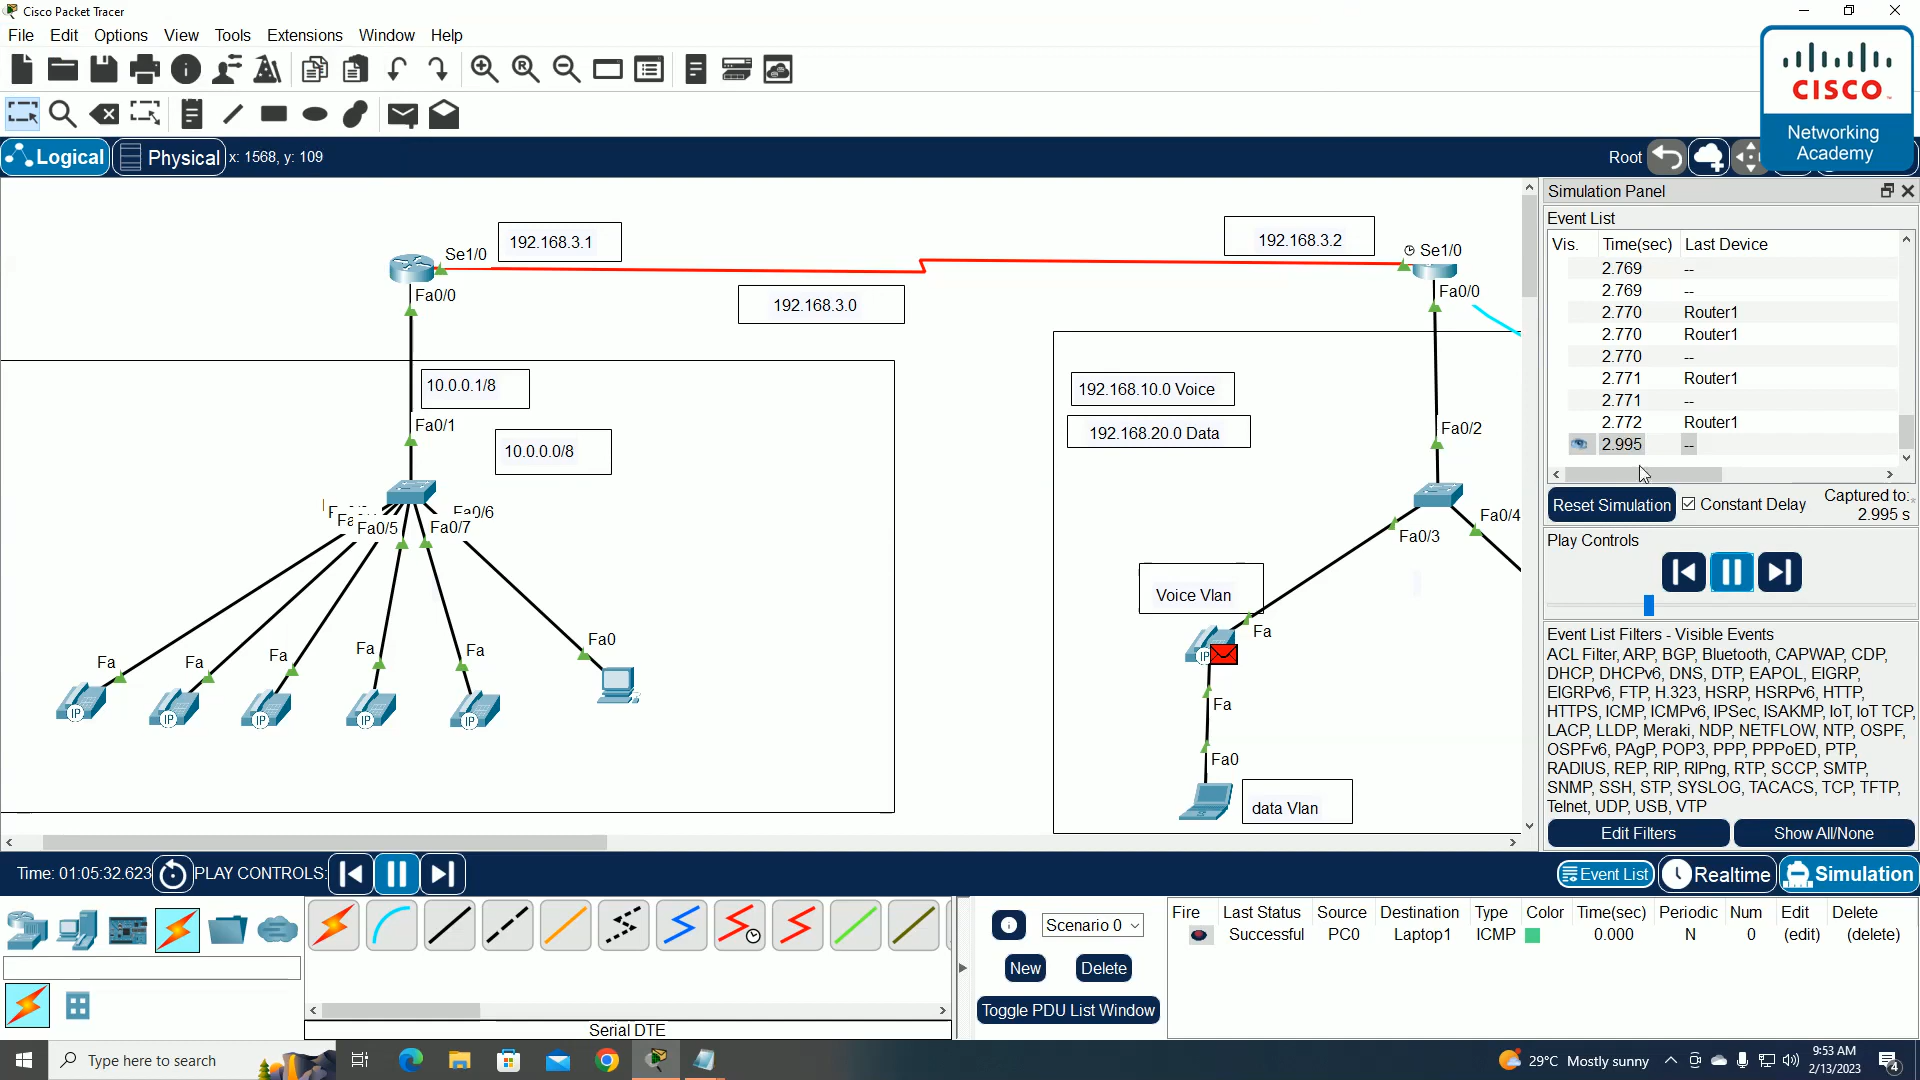 Cisco Packet Tracer
File Edit Options View Tools Extensions Window Help
CISCO
Networking
Academy
Logical Physical x: 1568, y: 109
Root
Simulation Panel
Event List
Vis. Time(sec) Last Device
2.769 --
2.769 --
2.770 Router1
2.770 Router1
2.770 --
2.771 Router1
2.771 --
2.772 Router1
2.995 --
Reset Simulation Constant Delay Captured to:
2.995 s
Play Controls
Event List Filters - Visible Events
ACL Filter, ARP, BGP, Bluetooth, CAPWAP, CDP,
DHCP, DHCPv6, DNS, DTP, EAPOL, EIGRP,
EIGRPv6, FTP, H.323, HSRP, HSRPv6, HTTP,
HTTPS, ICMP, ICMPv6, IPSec, ISAKMP, IoT, IoT TCP,
LACP, LLDP, Meraki, NDP, NETFLOW, NTP, OSPF,
OSPFv6, PAgP, POP3, PPP, PPPoED, PTP,
RADIUS, REP, RIP, RIPng, RTP, SCCP, SMTP,
SNMP, SSH, STP, SYSLOG, TACACS, TCP, TFTP,
Telnet, UDP, USB, VTP
Edit Filters Show All/None
192.168.3.1
Se1/0
Fa0/0
192.168.3.0
192.168.3.2
Se1/0
Fa0/0
10.0.0.1/8
Fa0/1
10.0.0.0/8
192.168.10.0 Voice
192.168.20.0 Data
Fa0/2
Fa0/6
Fa0/5 Fa0/7
Fa0/4
Fa0/3
Voice Vlan
Fa
IP
Fa
Fa0
data Vlan
Fa Fa Fa Fa Fa Fa0
IP IP IP IP IP
Time: 01:05:32.623 PLAY CONTROLS:
Event List Realtime Simulation
Scenario 0
New Delete
Toggle PDU List Window
Fire Last Status Source Destination Type Color Time(sec) Periodic Num Edit Delete
Successful PC0 Laptop1 ICMP 0.000 N 0 (edit) (delete)
Serial DTE
Type here to search
29°C Mostly sunny
9:53 AM
2/13/2023
4